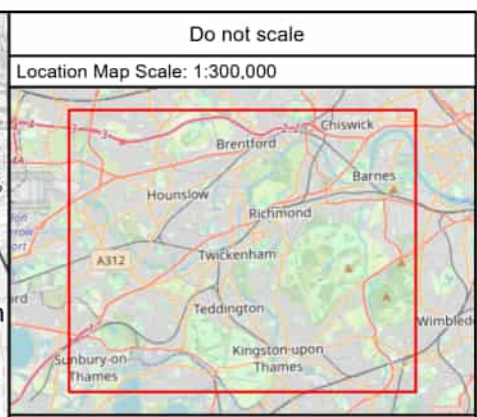 Do not scale
Location Map Scale: 1:300,000
Chiswick
Brentford
Barnes
Hounslow
Richmond
A312
Twickenham
Teddington
Kingston-upon
Thames
Sunbury-on
Thames